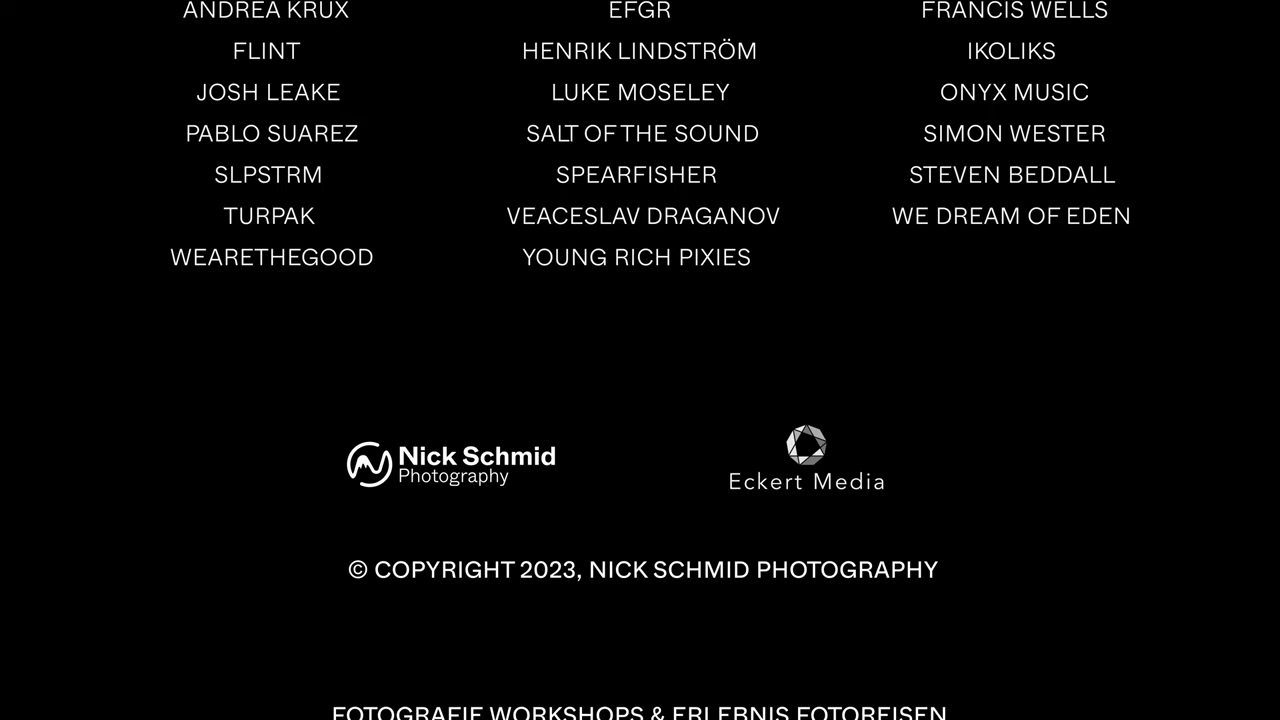 ANDREA KRUX EFGR FRANCIS WELLS
FLINT HENRIK LINDSTRÖM IKOLIKS
JOSH LEAKE LUKE MOSELEY ONYX MUSIC
PABLO SUAREZ SALT OF THE SOUND SIMON WESTER
SLPSTRM SPEARFISHER STEVEN BEDDALL
TURPAK VEACESLAV DRAGANOV WE DREAM OF EDEN
WEARETHEGOOD YOUNG RICH PIXIES
Nick Schmid
Photography
Eckert Media
© COPYRIGHT 2023, NICK SCHMID PHOTOGRAPHY
FOTOGRAFIE WORKSHOPS & ERLEBNIS FOTOREISEN